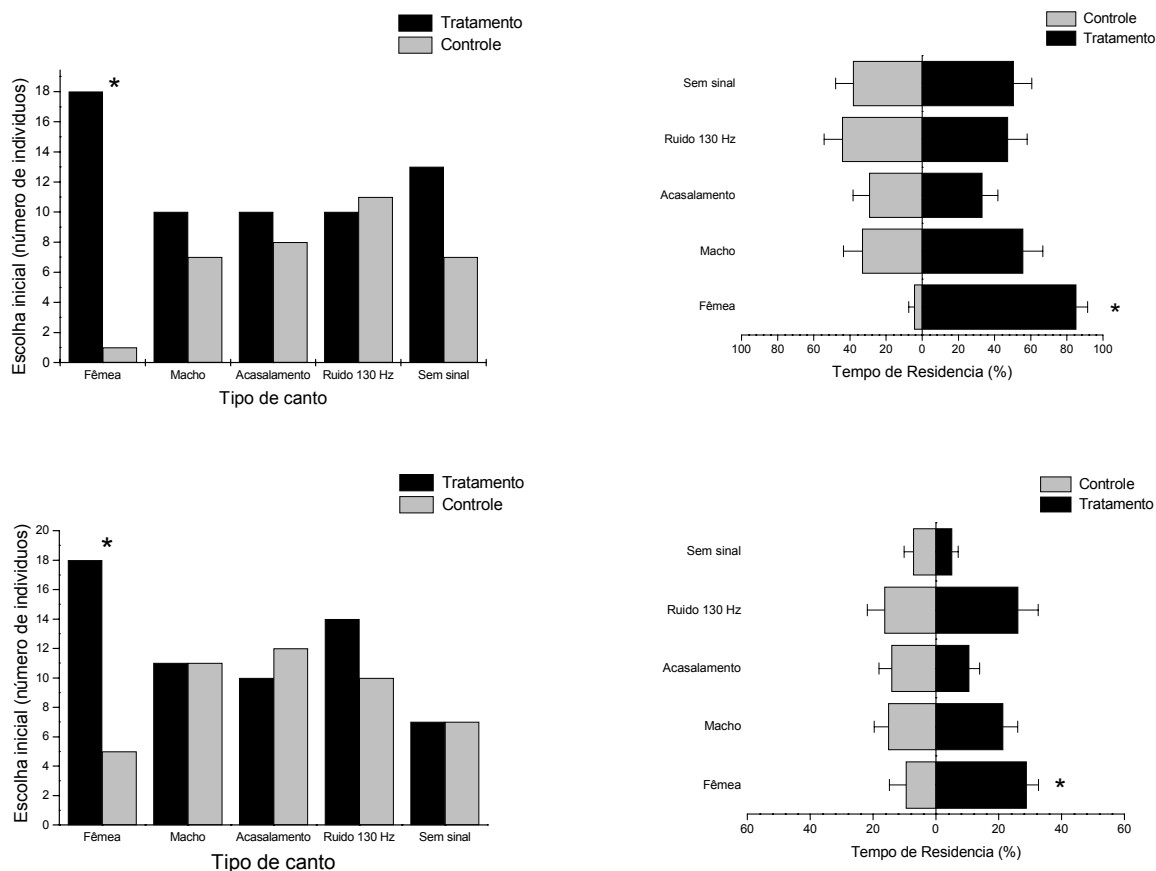 Tratamento
Controle
Escolha inicial (número de individuos)
18
16
14
12
10
8
6
4
2
0
*
Fêmea Macho Acasalamento Ruido 130 Hz Sem sinal
Tipo de canto
Controle
Tratamento
Sem sinal
Ruido 130 Hz
Acasalamento
Macho
Fêmea
*
100 80 60 40 20 0 20 40 60 80 100
Tempo de Residencia (%)
Tratamento
Controle
Escolha inicial (número de individuos)
20
18
16
14
12
10
8
6
4
2
0
*
Fêmea Macho Acasalamento Ruido 130 Hz Sem sinal
Tipo de canto
Controle
Tratamento
Sem sinal
Ruido 130 Hz
Acasalamento
Macho
Fêmea
*
60 40 20 0 20 40 60
Tempo de Residencia (%)